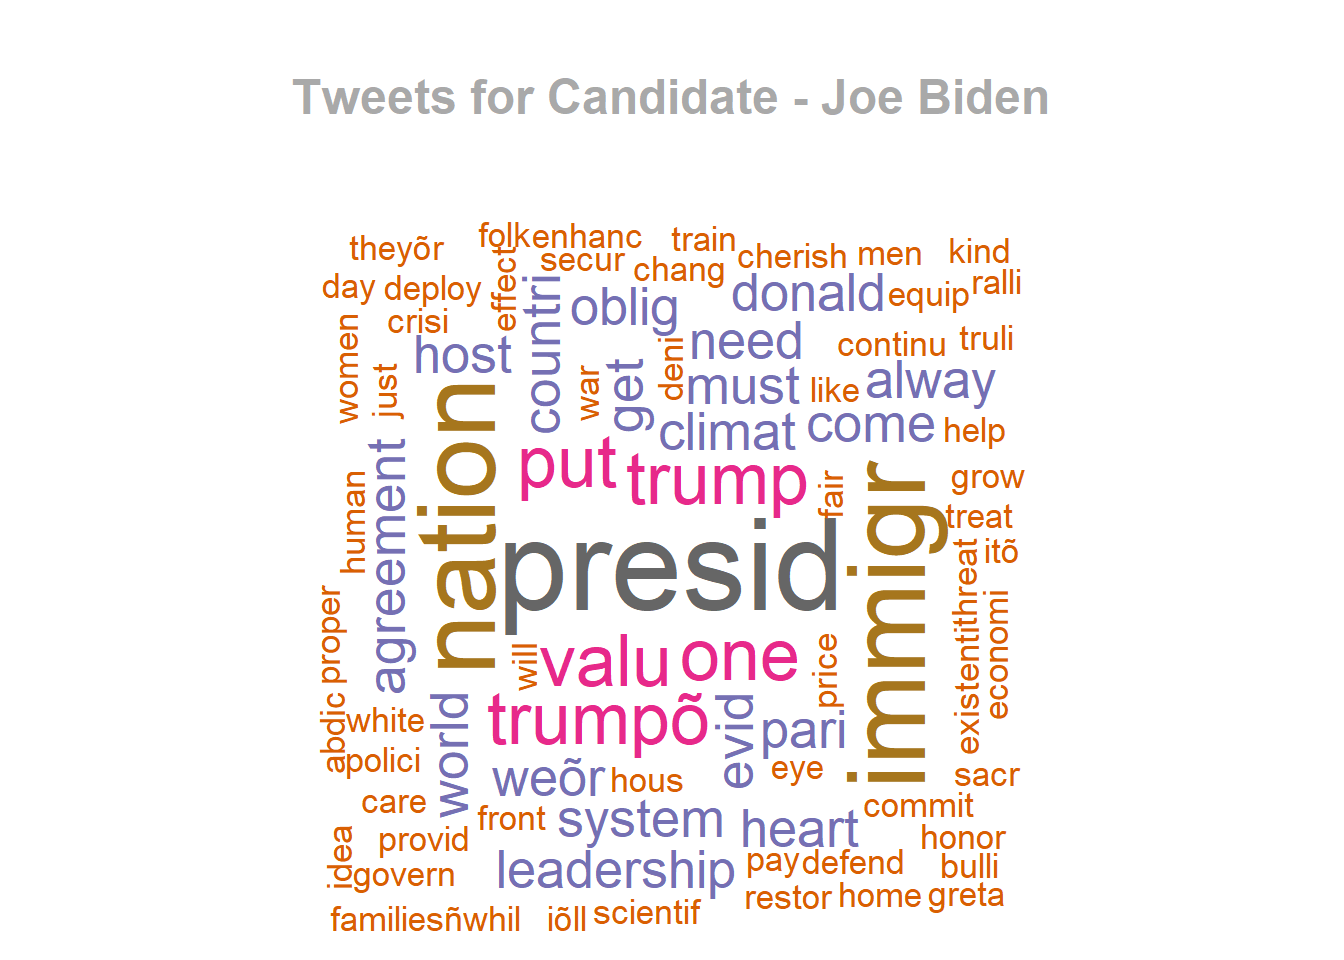 Tweets for Candidate - Joe Biden
theyõr
folk
enhanc
train
cherish
men
kind
secur
chang
ralli
day
deploy
effect
countri
oblig
donald
equip
crisi
host
need
continu
truli
women
just
war
get
deni
must
like
alway
climat
come
help
nation
put
trump
fair
immigr
grow
treat
itõ
human
agreement
presid
existenti
threat
economi
proper
will
valu
one
price
abdic
white
world
trumpõ
evid
pari
polici
weõr
hous
eye
sacr
care
front
system
heart
commit
provid
honor
idea
govern
leadership
pay
defend
bulli
restor
home
greta
familiesñwhil
iõll
scientif